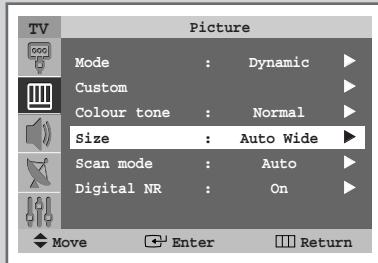 TV Picture
Mode : Dynamic
Custom
Colour tone : Normal
Size : Auto Wide
Scan mode : Auto
Digital NR : On
Move Enter Return